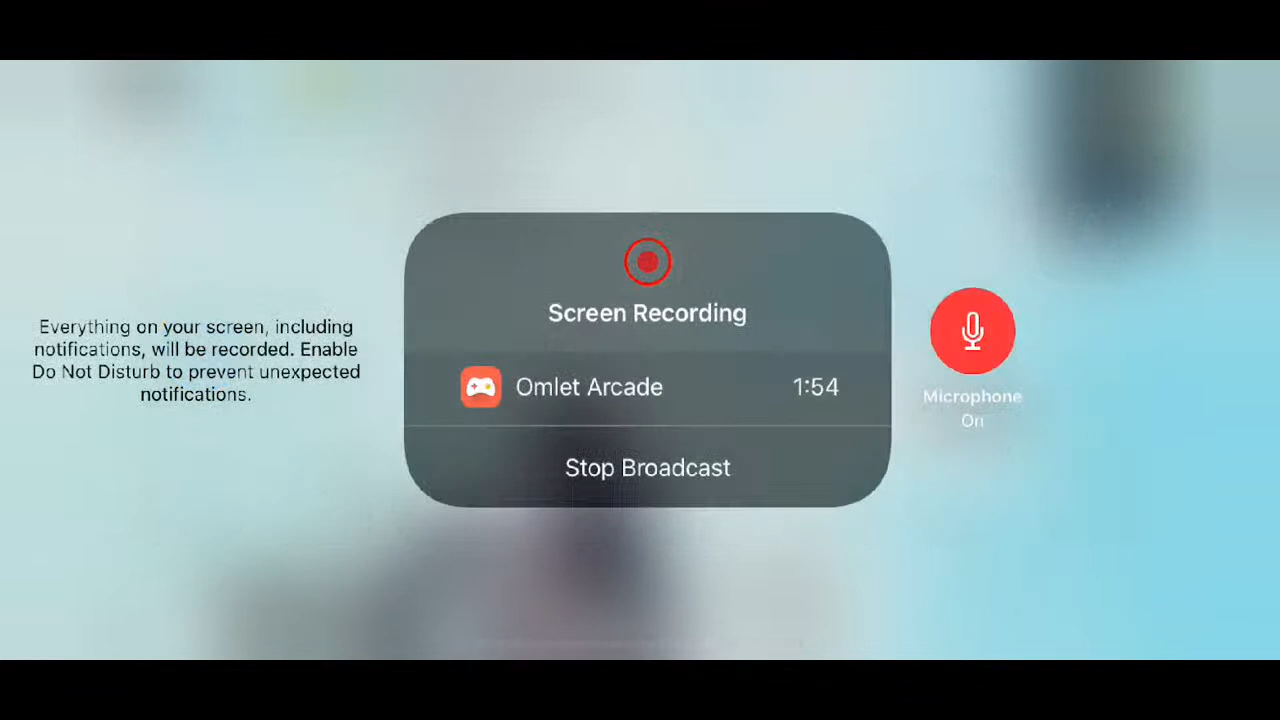 Everything on your screen, including
notifications, will be recorded. Enable
Do Not Disturb to prevent unexpected
notifications.
Screen Recording
Omlet Arcade 1:54
Stop Broadcast
Microphone
On